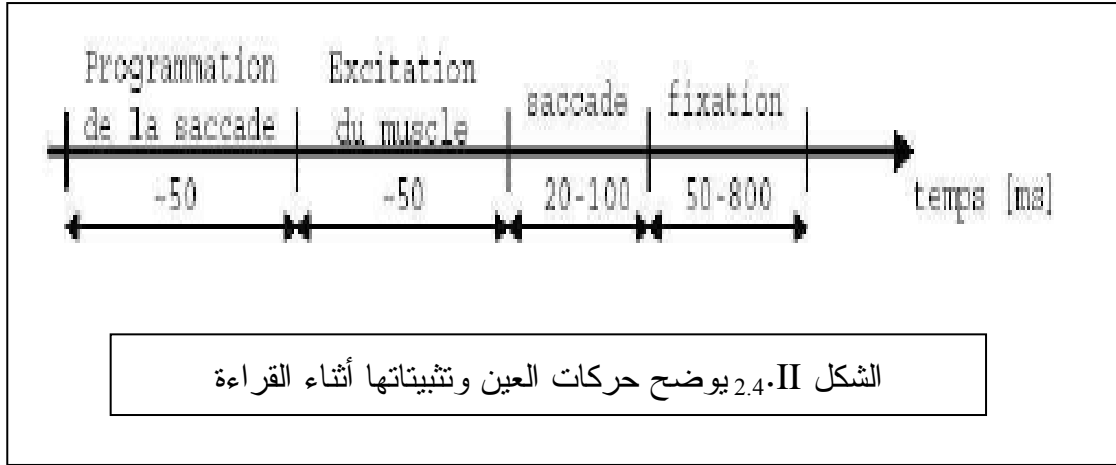 Programmation
de la saccade
Excitation
du muscle
saccade
fixation
~50
~50
20-100
50-800
temps [ms]
الشكل II.2.4 يوضح حركات العين وتثبيتاتها أثناء القراءة